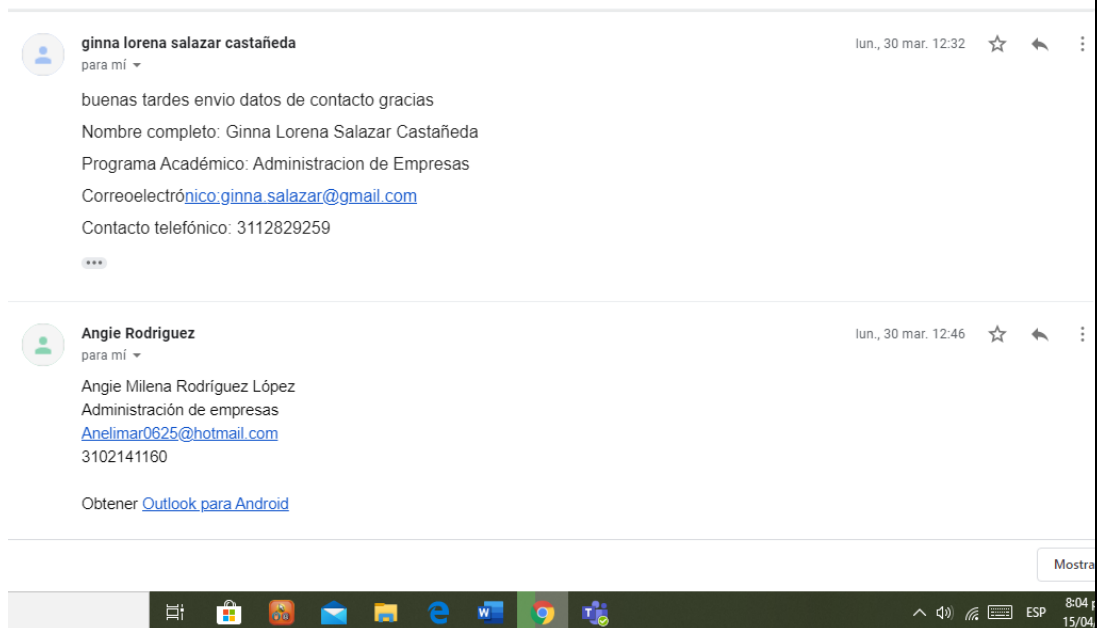 ginna lorena salazar castañeda
lun., 30 mar. 12:32
para mí
buenas tardes envio datos de contacto gracias
Nombre completo: Ginna Lorena Salazar Castañeda
Programa Académico: Administracion de Empresas
Correoelectrónico:ginna.salazar@gmail.com
Contacto telefónico: 3112829259
Angie Rodriguez
lun., 30 mar. 12:46
para mí
Angie Milena Rodríguez López
Administración de empresas
Anelimar0625@hotmail.com
3102141160
Obtener Outlook para Android
Mostra
ESP
8:04 p
15/04/